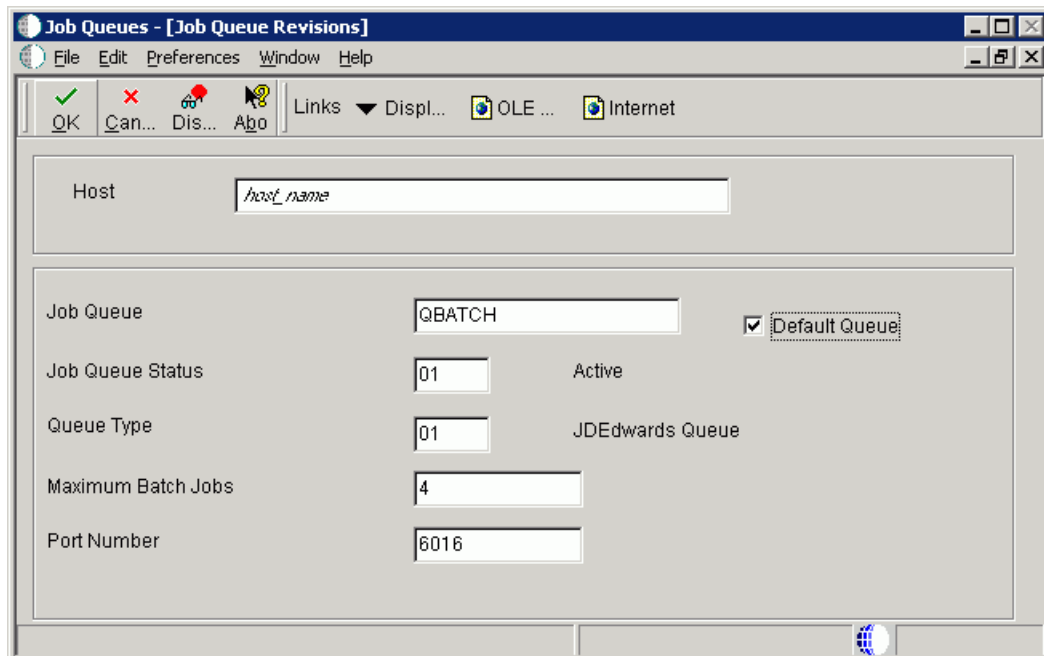 Job Queues - [Job Queue Revisions]
File Edit Preferences Window Help
OK Can... Dis... Abo Links Displ... OLE ... Internet
Host host_name
Job Queue QBATCH Default Queue
Job Queue Status 01 Active
Queue Type 01 JDEdwards Queue
Maximum Batch Jobs 4
Port Number 6016